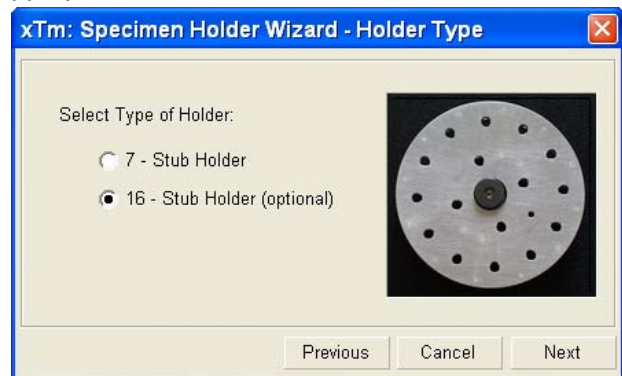 xTm: Specimen Holder Wizard - Holder Type
Select Type of Holder:
7 - Stub Holder
16 - Stub Holder (optional)
Previous
Cancel
Next